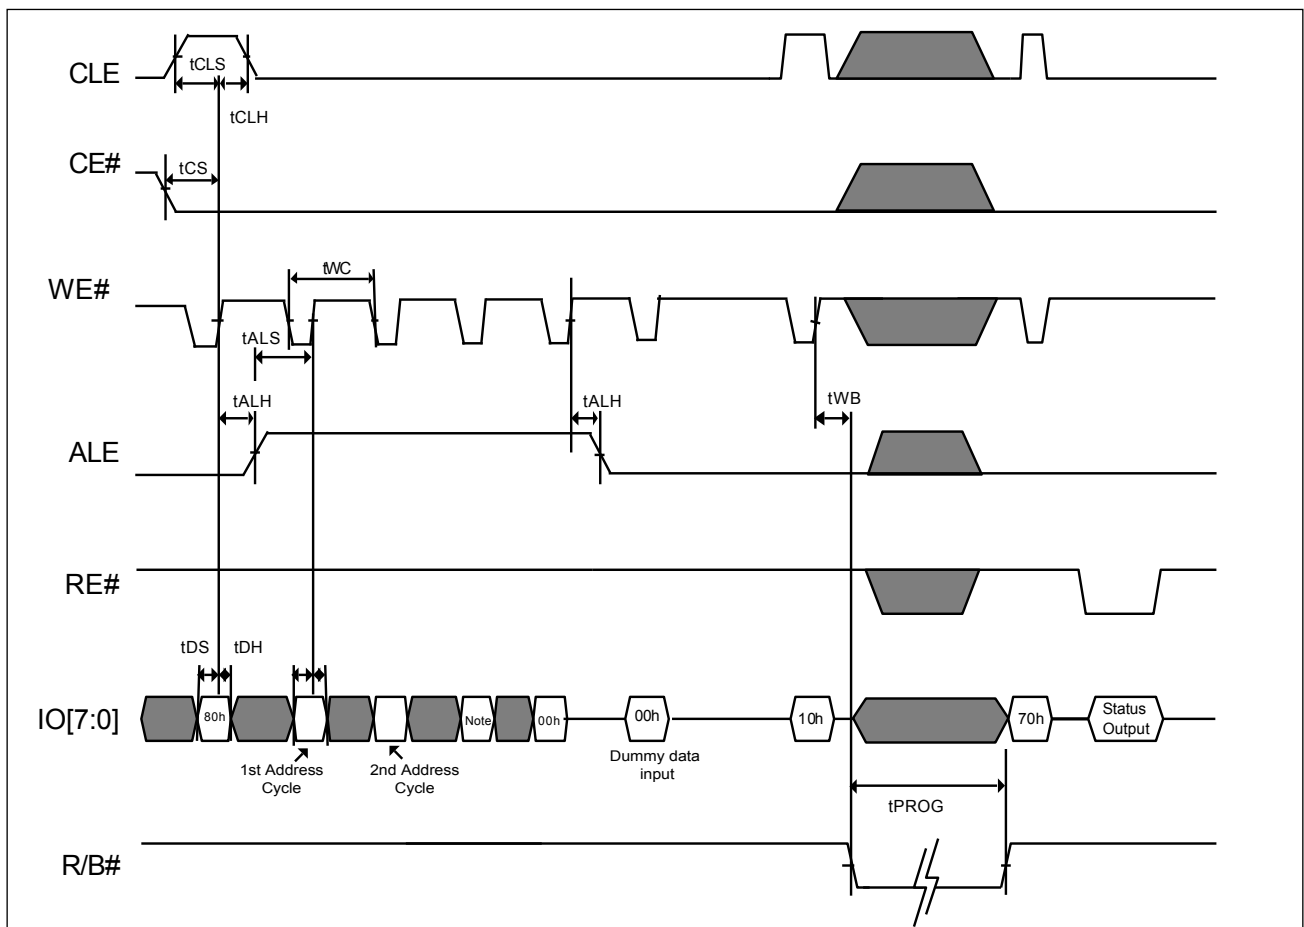 CLE
tCLS
tCLH
CE#
tCS
WE#
tWC
tALS
tALH
tALH
tWB
ALE
RE#
tDS
tDH
IO[7:0]
80h
Note
00h
00h
10h
70h
Status
Output
1st Address
Cycle
2nd Address
Cycle
Dummy data
input
tPROG
R/B#